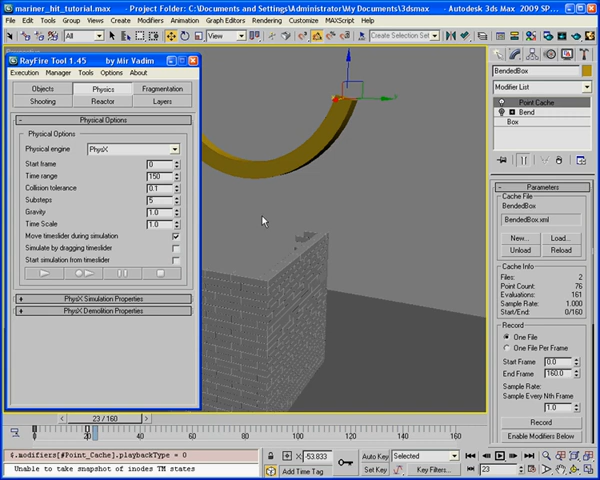 mariner_hit_tutorial.max - Project Folder: C:\Documents and Settings\Administrator\My Documents\3dsmax - Autodesk 3ds Max 2009 SP...
Create Modifiers Animation Graph Editors Rendering Customize MAXScript Help
All
View
Create Selection Set
RayFire Tool 1.45 by Mir Vadim
Execution Manager Tools Options About
Objects Physics Fragmentation
Shooting Reactor Layers
Physical Options
Physical Options
Physical engine PhysX
Start frame 0
Time range 150
Collision tolerance 0.1
Substeps 5
Gravity 1.0
Time Scale 1.0
Move timeslider during simulation
Simulate by dragging timeslider
Start simulation from timeslider
PhysX Simulation Properties
PhysX Demolition Properties
BendedBox
Modifier List
Point Cache
Bend
Box
Parameters
Cache File
BendedBox
BendedBox.xml
New... Load...
Unload Reload
Cache Info
Files: 2
Point Count: 76
Evaluations: 161
Sample Rate: 1.000
Start/End: 0/160
Record
One File
One File Per Frame
Start Frame 0.0
End Frame 160.0
Sample Rate:
Sample Every Nth Frame
1.0
Record
Enable Modifiers Below
23 / 160
0 20 40 60 80 100 120 140 160
$.modifiers[#Point_Cache].playbackType = 0
Unable to take snapshot of inodes TM states
X: -53.833
Add Time Tag
Auto Key Selected
Set Key Key Filters...
23